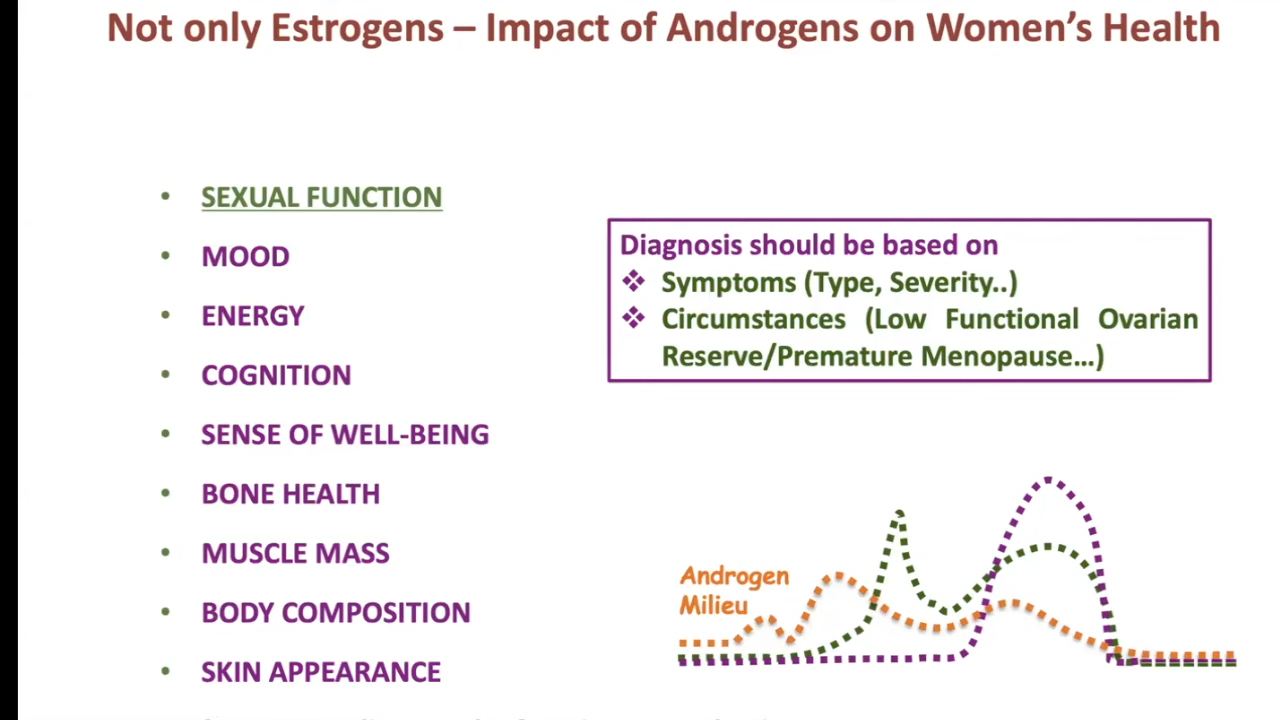 Not only Estrogens – Impact of Androgens on Women's Health
• SEXUAL FUNCTION
• MOOD
• ENERGY
• COGNITION
• SENSE OF WELL-BEING
• BONE HEALTH
• MUSCLE MASS
• BODY COMPOSITION
• SKIN APPEARANCE
Diagnosis should be based on
❖ Symptoms (Type, Severity..)
❖ Circumstances (Low Functional Ovarian
Reserve/Premature Menopause...)
Androgen
Milieu